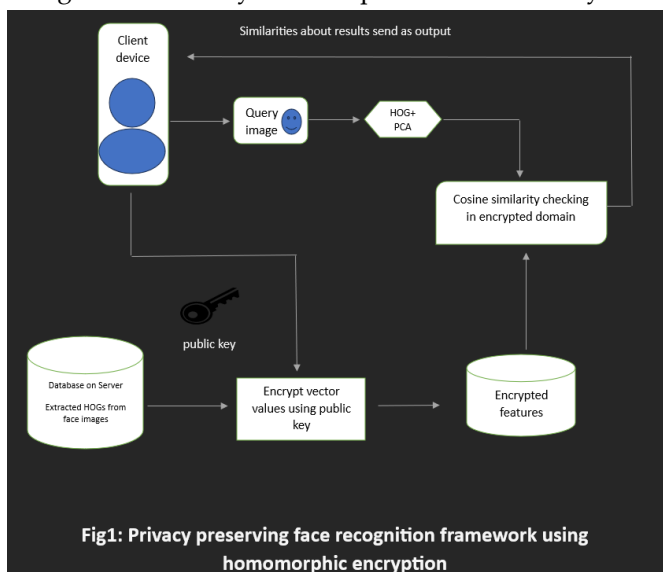 Client
device
Similarities about results send as output
Query
image
HOG+
PCA
Cosine similarity checking
in encrypted domain
public key
Database on Server
Extracted HOGs from
face images
Encrypt vector
values using public
key
Encrypted
features
Fig1: Privacy preserving face recognition framework using
homomorphic encryption